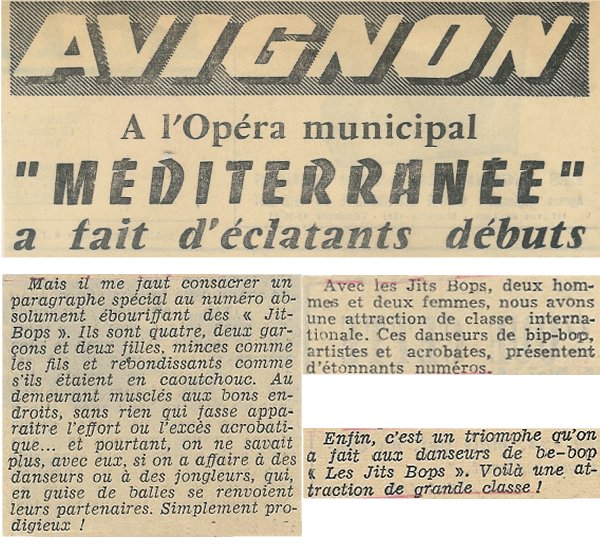 AVIGNON
A l'Opéra municipal
"MÉDITERRANÉE"
a fait d'éclatants débuts
Mais il me faut consacrer un
paragraphe spécial au numéro ab-
solument ébouriffant des « Jit-
Bops ». Ils sont quatre, deux gar-
çons et deux filles, minces comme
les fils et rebondissants comme
s'ils étaient en caoutchouc. Au
demeurant musclés aux bons en-
droits, sans rien qui fasse appa-
raître l'effort ou l'excès acroba-
tique... et pourtant, on ne savait
plus, avec eux, si on a affaire à des
danseurs ou à des jongleurs, qui,
en guise de balles se renvoient
leurs partenaires. Simplement pro-
digieux !
Avec les Jits Bops, deux hom-
mes et deux femmes, nous avons
une attraction de classe interna-
tionale. Ces danseurs de bip-bop,
artistes et acrobates, présentent
d'étonnants numéros.
Enfin, c'est un triomphe qu'on
a fait aux danseurs de be-bop
« Les Jits Bops ». Voilà une at-
traction de grande classe !